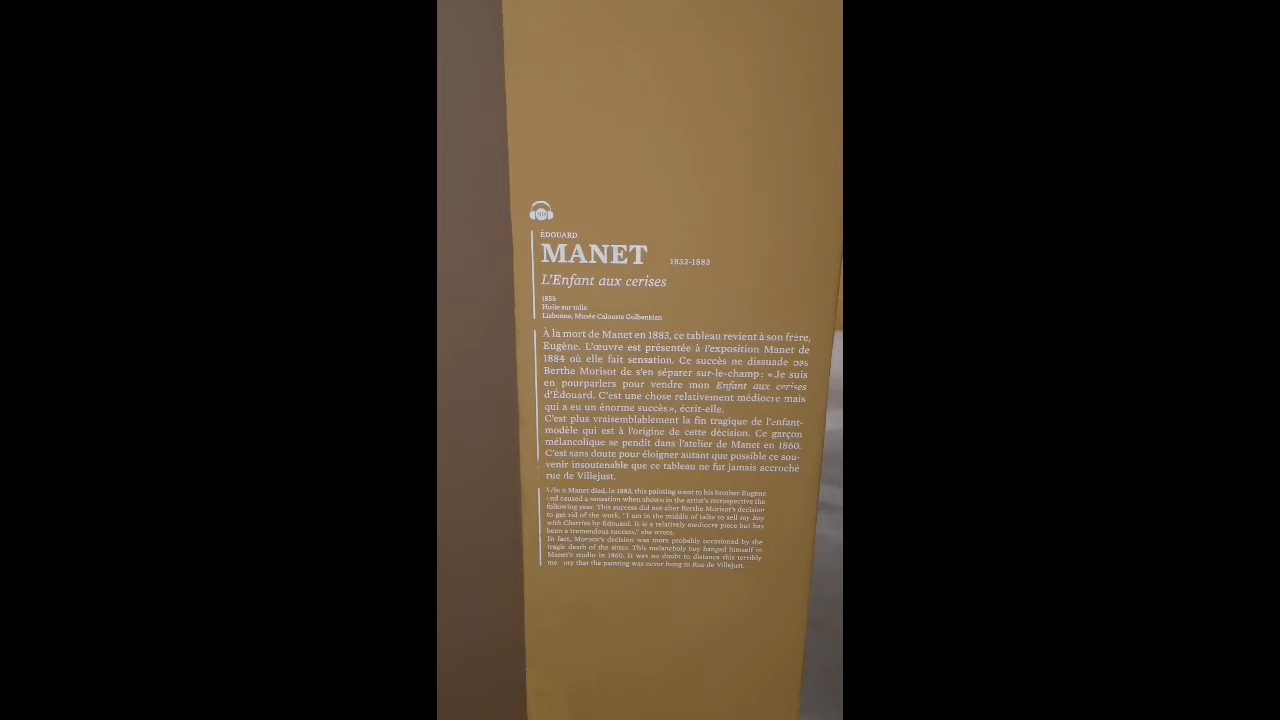 ÉDOUARD
MANET 1832-1883
L'Enfant aux cerises
Huile sur toile
Lisbonne, Musée Calouste Gulbenkian
À la mort de Manet en 1883, ce tableau revient à son frère,
Eugène. L'œuvre est présentée à l'exposition Manet de
1884 où elle fait sensation. Ce succès ne dissuade pas
Berthe Morisot de s'en séparer sur-le-champ : « Je suis
en pourparlers pour vendre mon Enfant aux cerises
d'Édouard. C'est une chose relativement médiocre mais
qui a eu un énorme succès », écrit-elle.
C'est plus vraisemblablement la fin tragique de l'enfant-
modèle qui est à l'origine de cette décision. Ce garçon
mélancolique se pendit dans l'atelier de Manet en 1860.
C'est sans doute pour éloigner autant que possible ce sou-
venir insoutenable que ce tableau ne fut jamais accroché
rue de Villejust.
When Manet died, in 1883, this painting went to his brother Eugène
and caused a sensation when shown in the artist's retrospective the
following year. This success did not alter Berthe Morisot's decision
to get rid of the work. "I am in the middle of talks to sell my Boy
with Cherries by Édouard. It is a relatively mediocre piece but has
been a tremendous success," she wrote.
In fact, Morisot's decision was more probably occasioned by the
tragic death of the sitter. This melancholy boy hanged himself in
Manet's studio in 1860. It was no doubt to distance this terribly
me ory that the painting was never hung in Rue de Villejust.